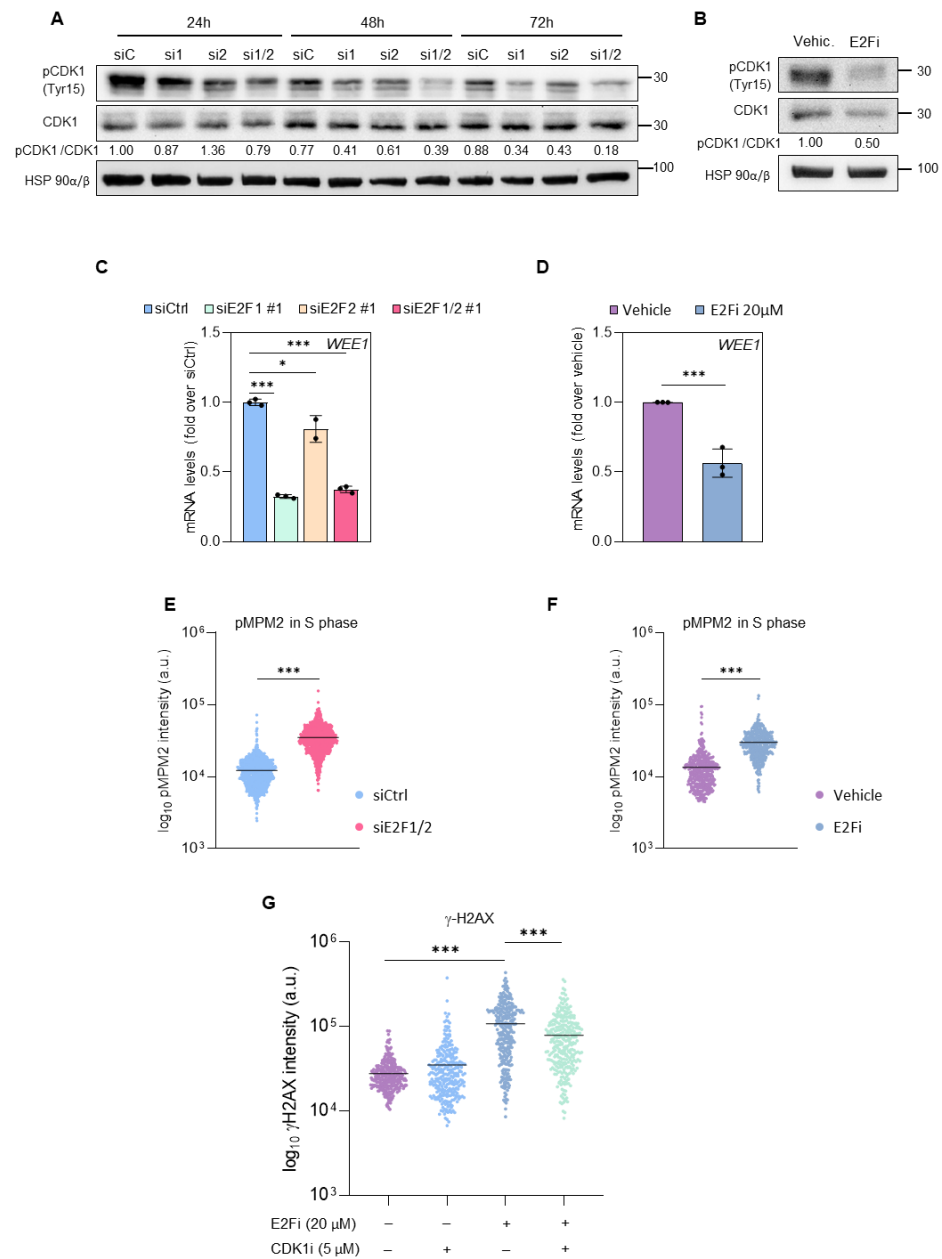 A
24h 48h 72h
siC si1 si2 si1/2 siC si1 si2 si1/2 siC si1 si2 si1/2
pCDK1
(Tyr15)
30
CDK1
30
pCDK1/CDK1 1.00 0.87 1.36 0.79 0.77 0.41 0.61 0.39 0.88 0.34 0.43 0.18
HSP 90α/β
100
B
Vehic. E2Fi
pCDK1
(Tyr15)
30
CDK1
30
pCDK1/CDK1 1.00 0.50
HSP 90α/β
100
C
siCtrl siE2F1 #1 siE2F2 #1 siE2F1/2 #1
mRNA levels (fold over siCtrl)
1.5
1.0
0.5
0.0
WEE1
***
*
***
D
Vehicle E2Fi 20µM
mRNA levels (fold over vehicle)
1.5
1.0
0.5
0.0
WEE1
***
E
pMPM2 in S phase
log10 pMPM2 intensity (a.u.)
10⁶
10⁵
10⁴
10³
***
siCtrl
siE2F1/2
F
pMPM2 in S phase
log10 pMPM2 intensity (a.u.)
10⁶
10⁵
10⁴
10³
***
Vehicle
E2Fi
G
γ-H2AX
log10 γH2AX intensity (a.u.)
10⁶
10⁵
10⁴
10³
***
***
E2Fi (20 µM) – – + +
CDK1i (5 µM) – + – +